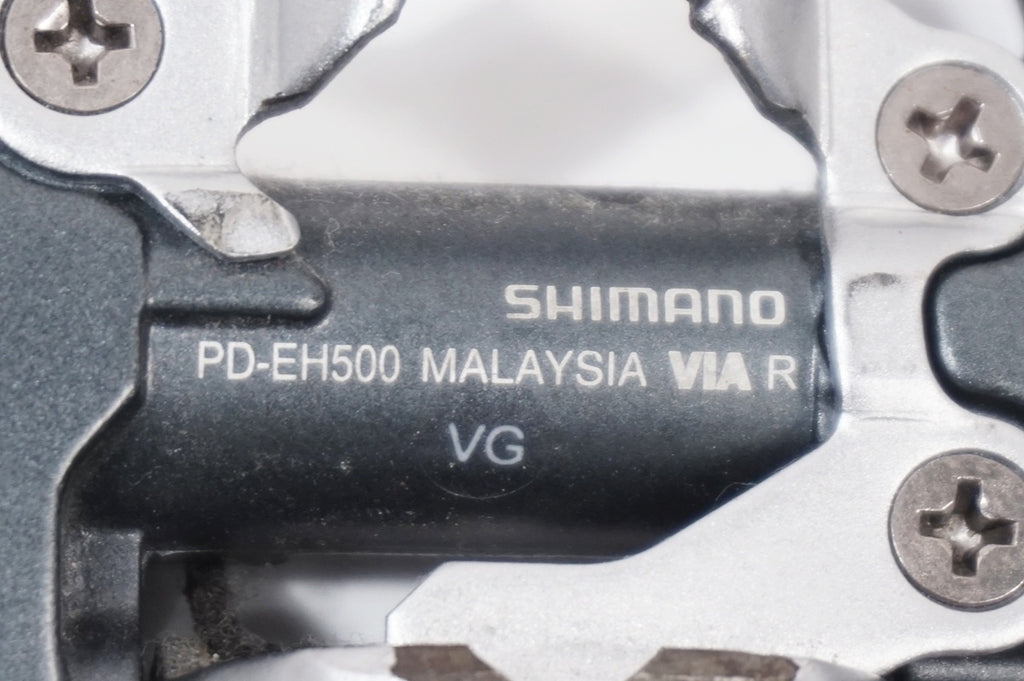 SHIMANO
PD-EH500 MALAYSIA VIA R
VG